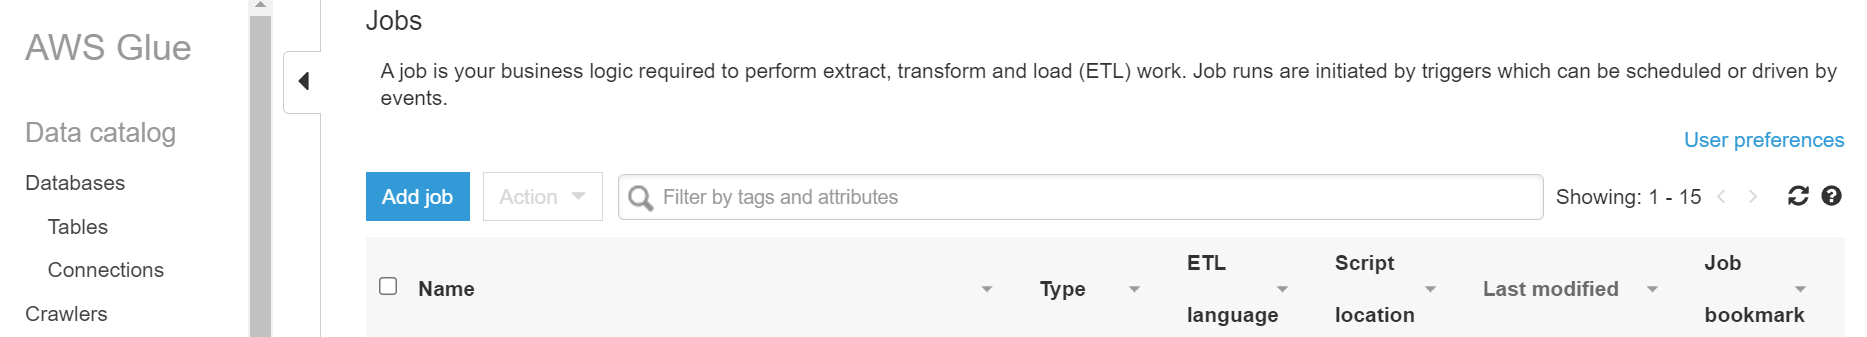 AWS Glue
Data catalog
Databases
Tables
Connections
Crawlers
Jobs
A job is your business logic required to perform extract, transform and load (ETL) work. Job runs are initiated by triggers which can be scheduled or driven by
events.
User preferences
Add job
Action
Filter by tags and attributes
Showing: 1 - 15
Name
Type
ETL
language
Script
location
Last modified
Job
bookmark